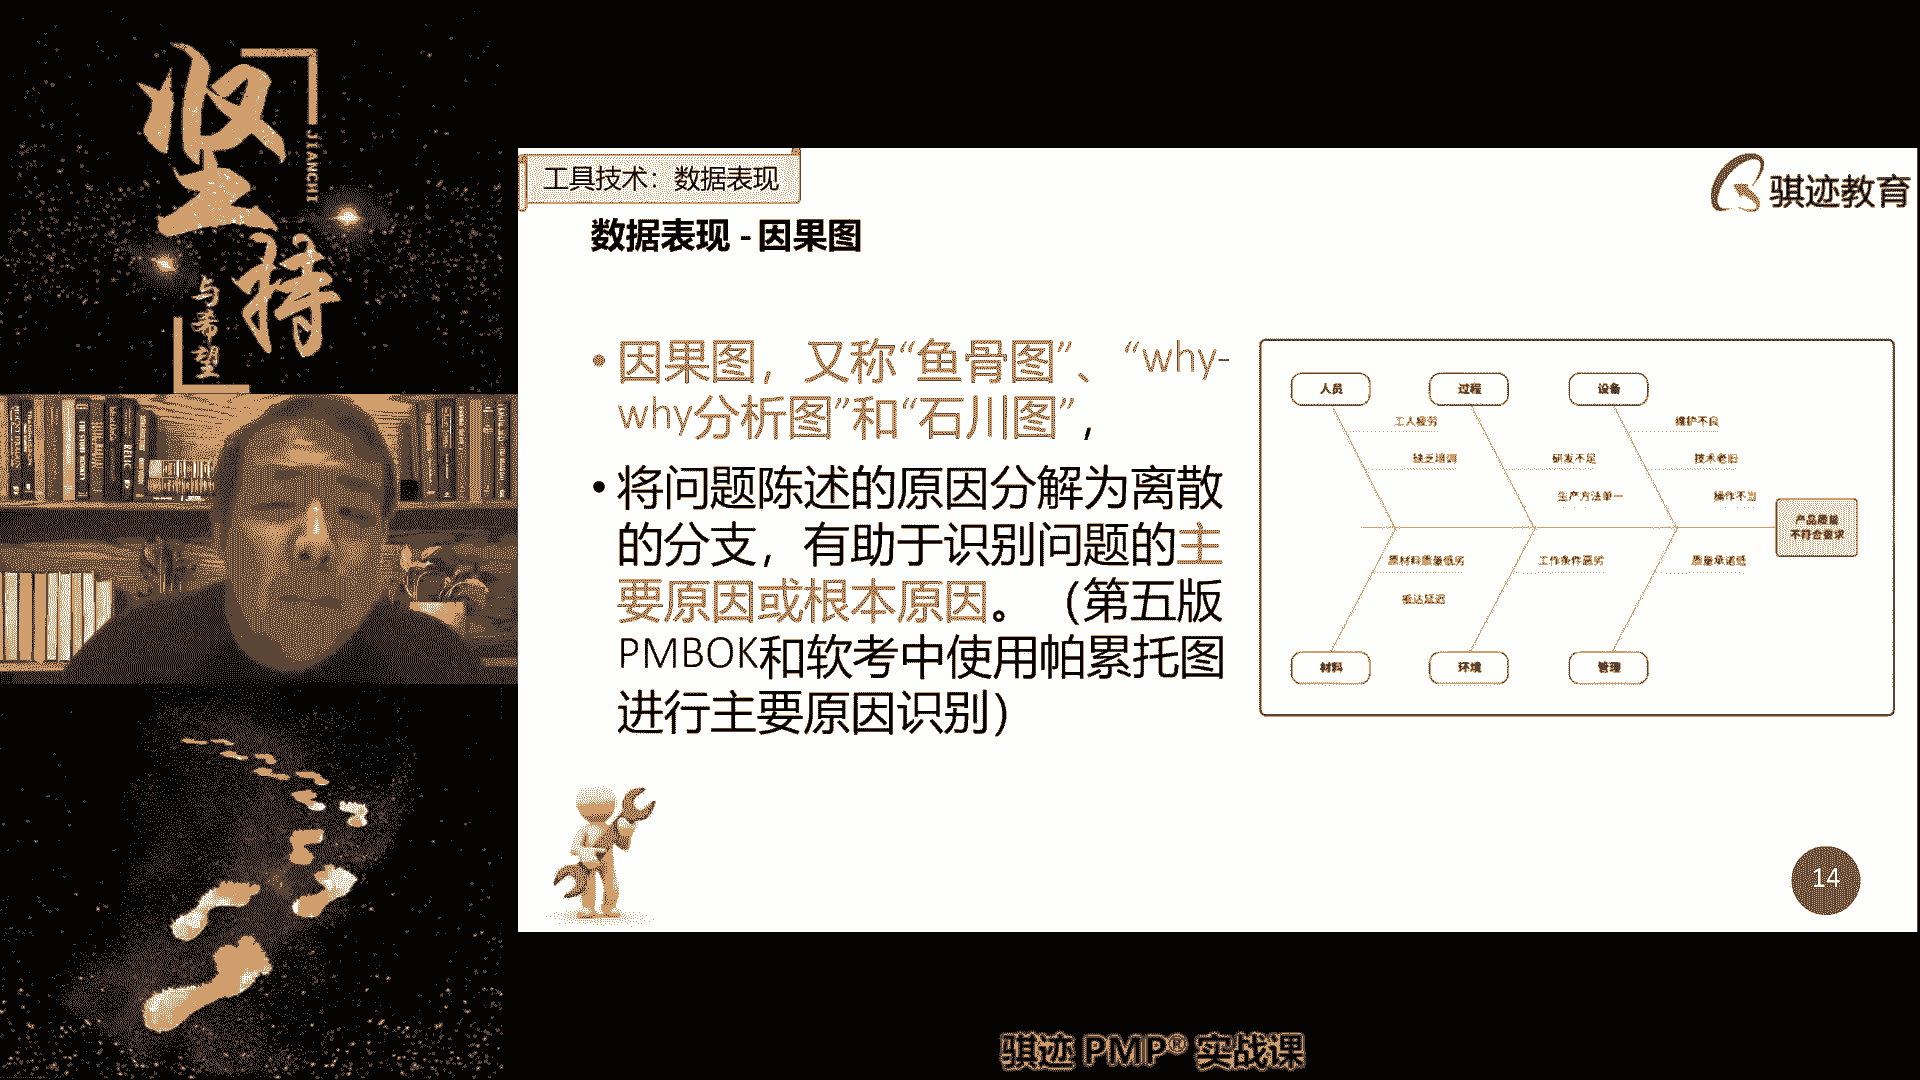 坚持
JIANCHI
与希望
工具技术：数据表现
骐迹教育
数据表现 - 因果图
• 因果图，又称“鱼骨图”、“why-
why分析图”和“石川图”，
• 将问题陈述的原因分解为离散
的分支，有助于识别问题的主
要原因或根本原因。（第五版
PMBOK和软考中使用帕累托图
进行主要原因识别）
人员
过程
设备
工人疲劳
维护不良
缺乏培训
研发不足
技术老旧
生产方法单一
操作不当
产品质量
不符合要求
原材料质量低劣
工作条件恶劣
质量承诺低
抵达延迟
材料
环境
管理
14
骐迹 PMP® 实战课